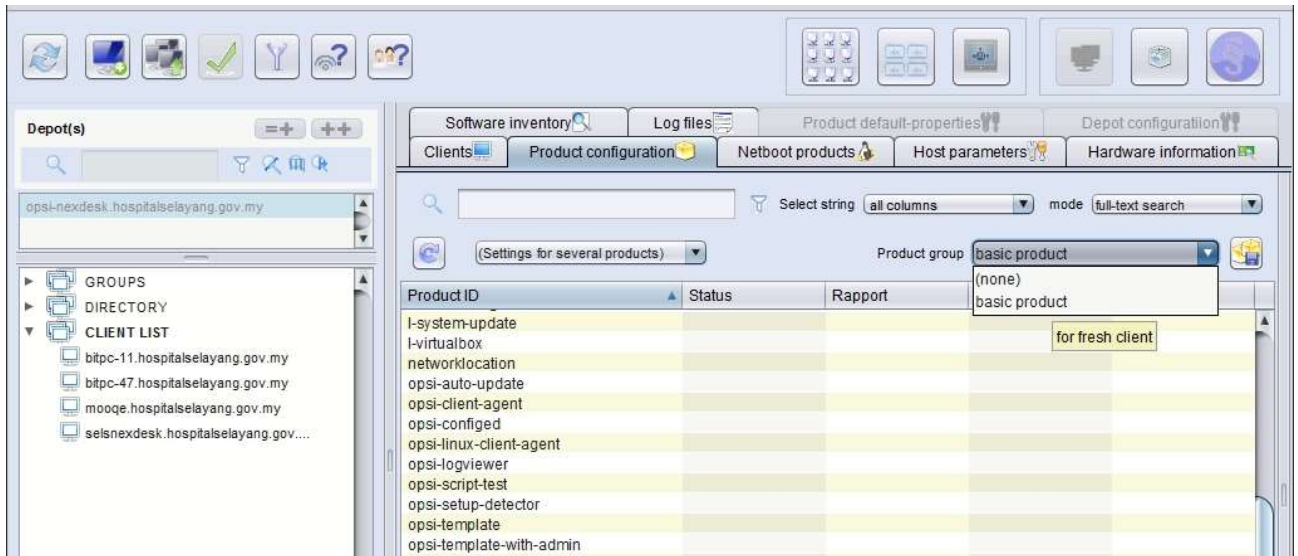 Depot(s)
opsi-nexdesk.hospitalselayang.gov.my
GROUPS
DIRECTORY
CLIENT LIST
bitpc-11.hospitalselayang.gov.my
bitpc-47.hospitalselayang.gov.my
mooqe.hospitalselayang.gov.my
selsnexdesk.hospitalselayang.gov....
Software inventory
Log files
Product default-properties
Depot configuratiion
Clients
Product configuration
Netboot products
Host parameters
Hardware information
Select string all columns mode full-text search
(Settings for several products) Product group basic product
(none)
basic product
for fresh client
Product ID Status Rapport
l-system-update
l-virtualbox
networklocation
opsi-auto-update
opsi-client-agent
opsi-configed
opsi-linux-client-agent
opsi-logviewer
opsi-script-test
opsi-setup-detector
opsi-template
opsi-template-with-admin